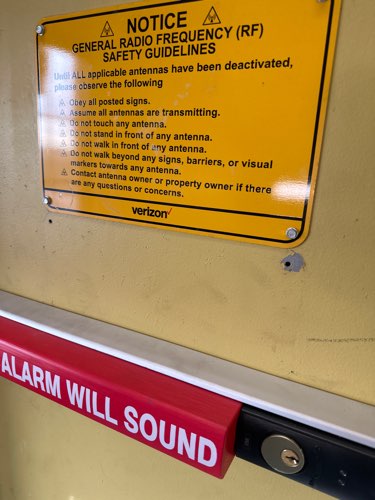 NOTICE
GENERAL RADIO FREQUENCY (RF)
SAFETY GUIDELINES
Until ALL applicable antennas have been deactivated,
please observe the following
Obey all posted signs.
Assume all antennas are transmitting.
Do not touch any antenna.
Do not stand in front of any antenna.
Do not walk in front of any antenna.
Do not walk beyond any signs, barriers, or visual
markers towards any antenna.
Contact antenna owner or property owner if there
are any questions or concerns.
verizon
ALARM WILL SOUND